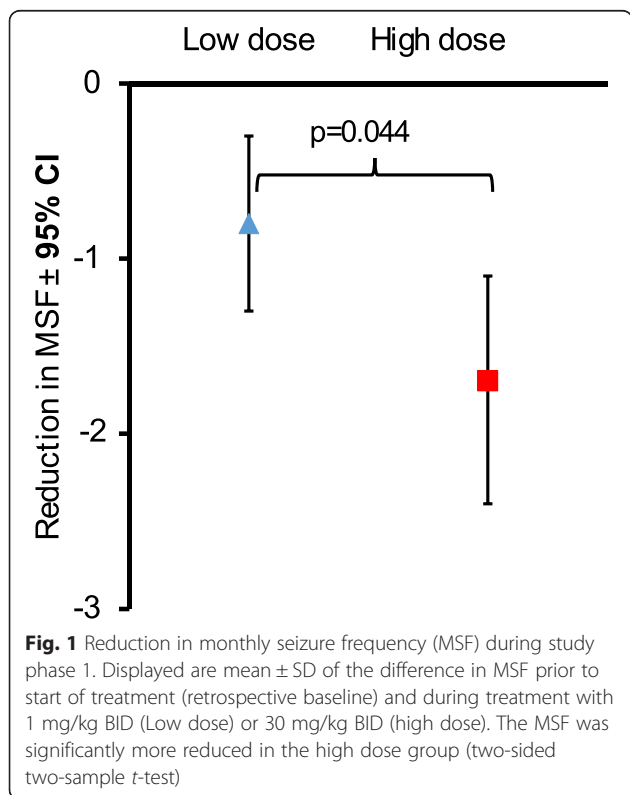 Low dose High dose
0
p=0.044
-1
-2
-3
Reduction in MSF ± 95% CI
Fig. 1 Reduction in monthly seizure frequency (MSF) during study
phase 1. Displayed are mean ± SD of the difference in MSF prior to
start of treatment (retrospective baseline) and during treatment with
1 mg/kg BID (Low dose) or 30 mg/kg BID (high dose). The MSF was
significantly more reduced in the high dose group (two-sided
two-sample t-test)